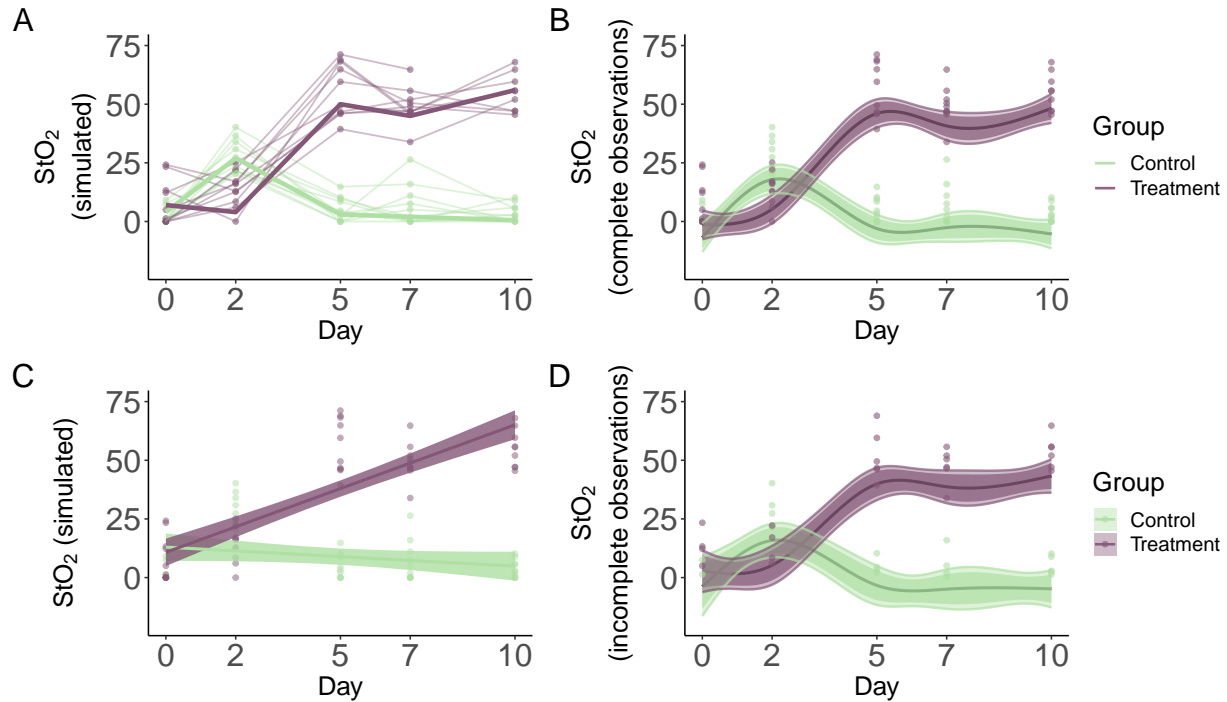 A
StO2
(simulated)
75
50
25
0
0 2 5 7 10
Day
B
StO2
(complete observations)
75
50
25
0
0 2 5 7 10
Day
Group
Control
Treatment
C
StO2 (simulated)
75
50
25
0
0 2 5 7 10
Day
D
StO2
(incomplete observations)
75
50
25
0
0 2 5 7 10
Day
Group
Control
Treatment